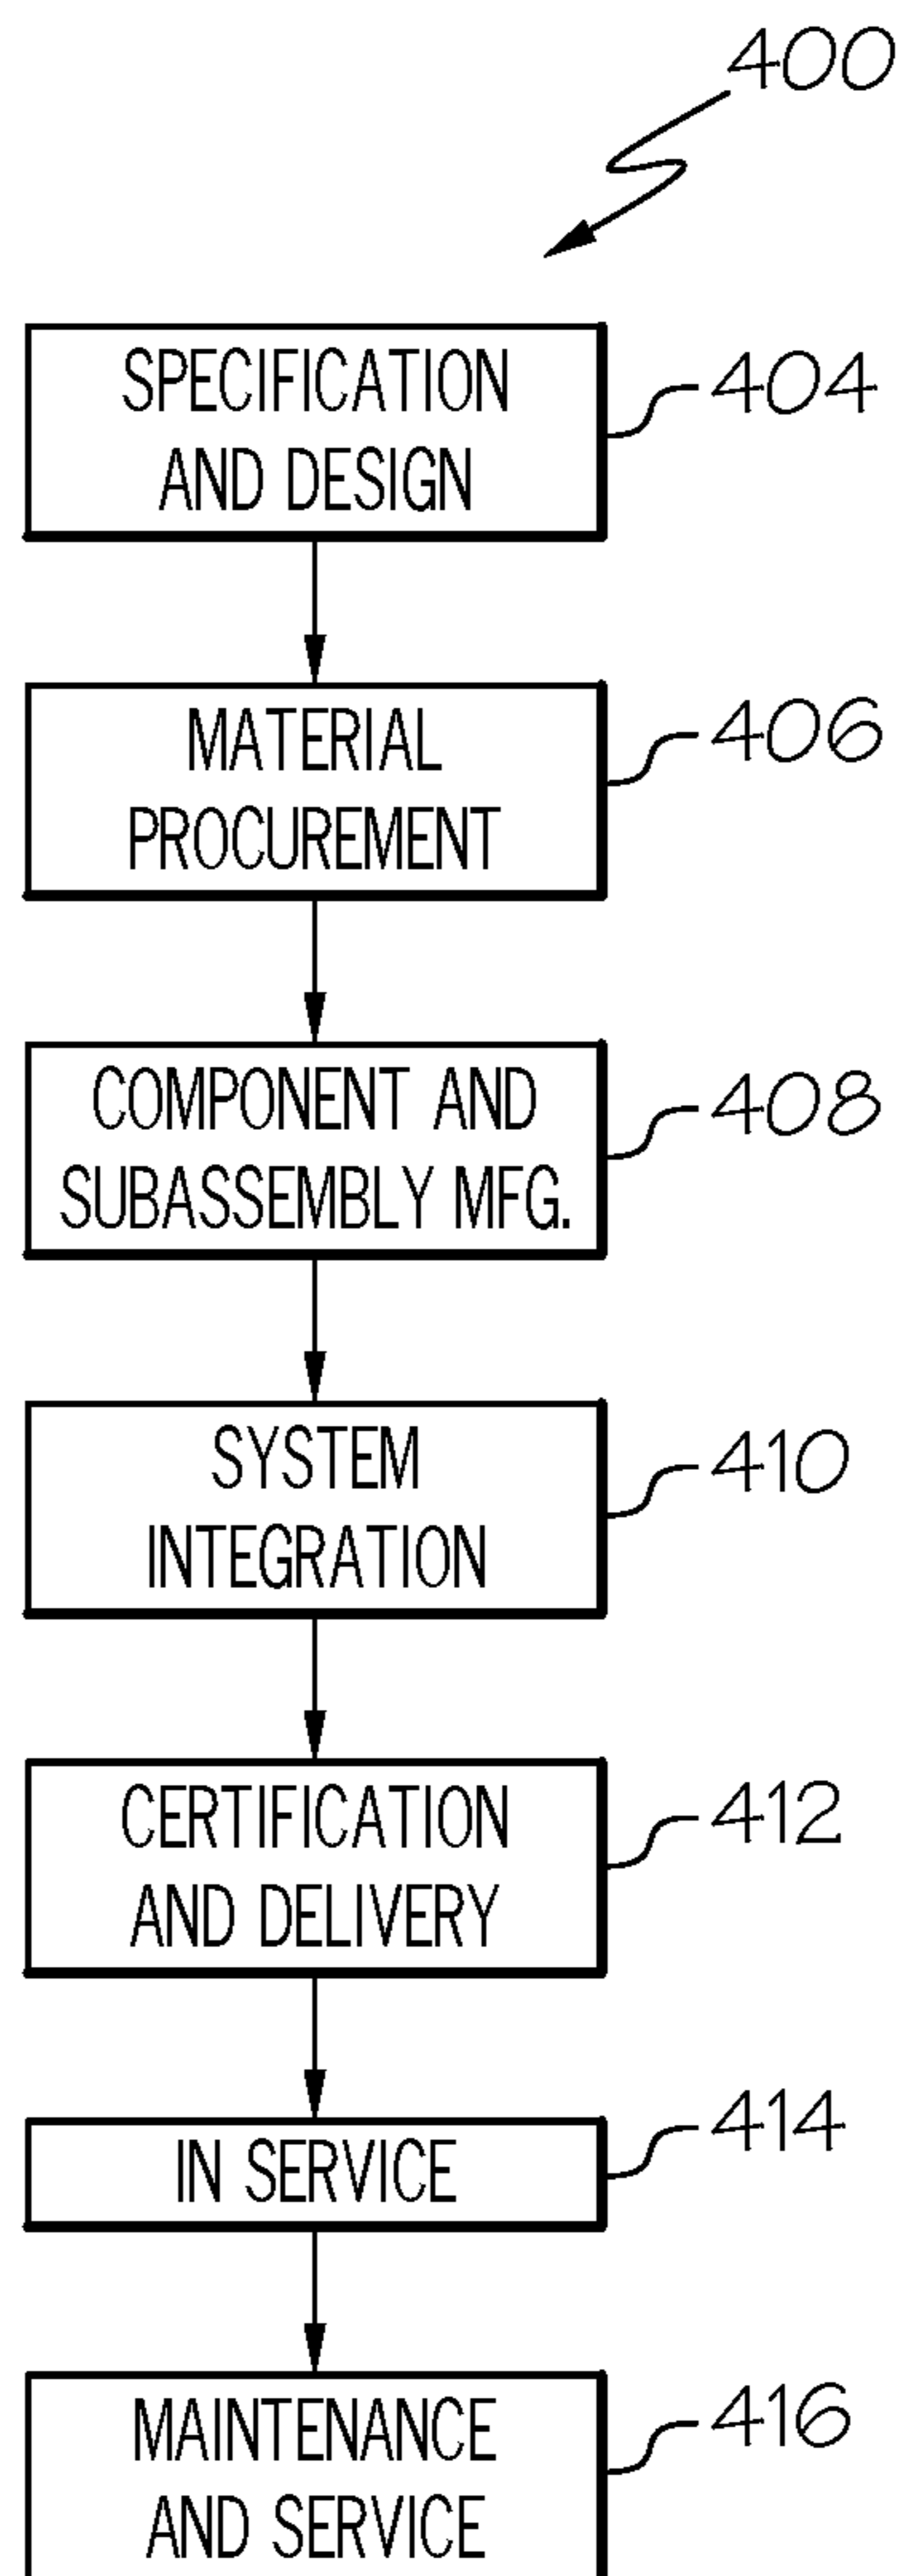 400
SPECIFICATION
AND DESIGN
404
MATERIAL
PROCUREMENT
406
COMPONENT AND
SUBASSEMBLY MFG.
408
SYSTEM
INTEGRATION
410
CERTIFICATION
AND DELIVERY
412
IN SERVICE
414
MAINTENANCE
AND SERVICE
416